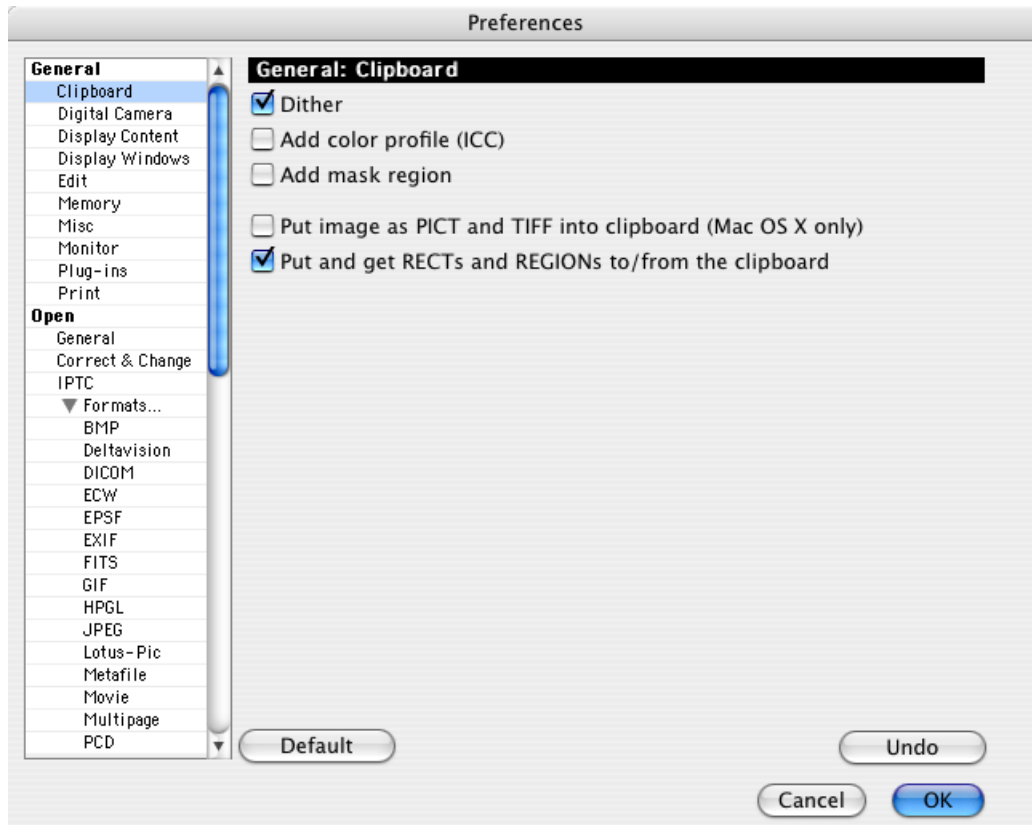 Preferences
General
Clipboard
Digital Camera
Display Content
Display Windows
Edit
Memory
Misc
Monitor
Plug-ins
Print
Open
General
Correct & Change
IPTC
Formats...
BMP
Deltavision
DICOM
ECW
EPSF
EXIF
FITS
GIF
HPGL
JPEG
Lotus-Pic
Metafile
Movie
Multipage
PCD
General: Clipboard
Dither
Add color profile (ICC)
Add mask region
Put image as PICT and TIFF into clipboard (Mac OS X only)
Put and get RECTs and REGIONs to/from the clipboard
Default
Undo
Cancel
OK